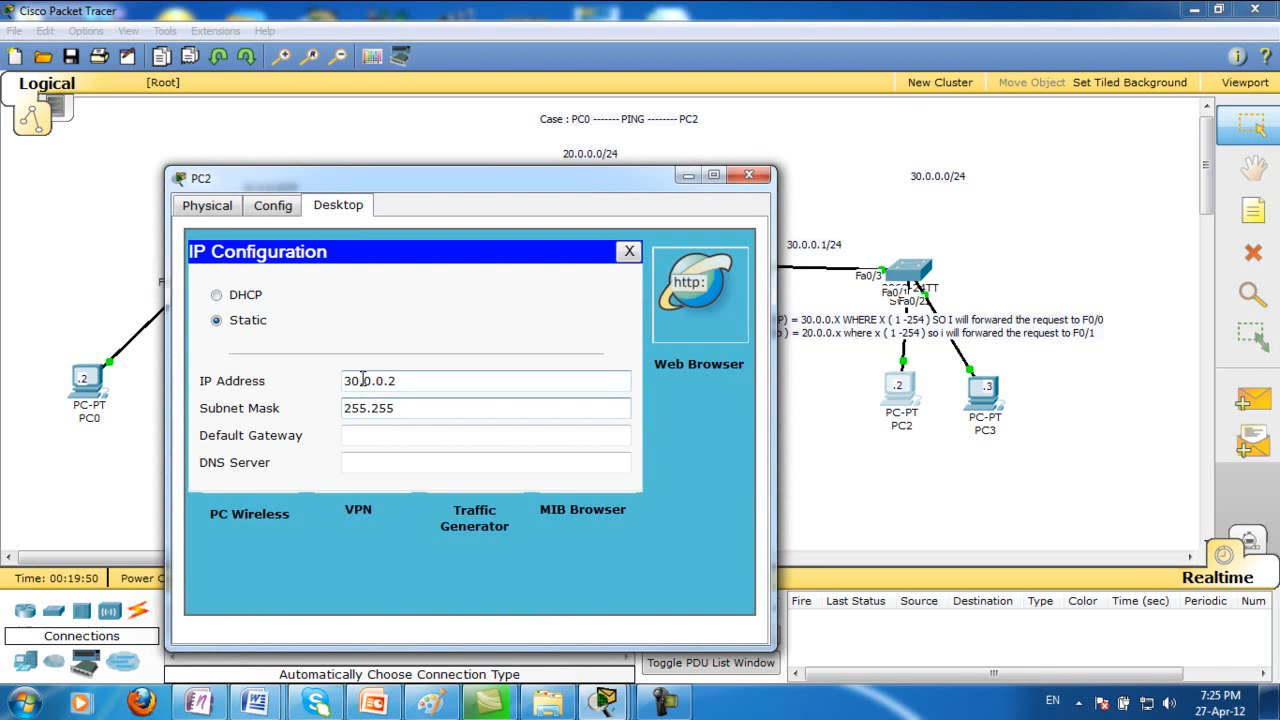 Cisco Packet Tracer
File Edit Options View Tools Extensions Help
Logical [Root] New Cluster Move Object Set Tiled Background Viewport
Case : PC0 ------- PING -------- PC2
20.0.0.0/24
30.0.0.0/24
PC2
Physical Config Desktop
IP Configuration X
http:
DHCP
Static
Web Browser
IP Address 30.0.0.2
Subnet Mask 255.255
Default Gateway
DNS Server
PC Wireless VPN Traffic Generator MIB Browser
30.0.0.1/24
Fa0/3
Fa0/2
) = 30.0.0.X WHERE X ( 1 -254 ) SO I will forwarded the request to F0/0
) = 20.0.0.x where x ( 1 -254 ) so i will forwarded the request to F0/1
.2
PC-PT
PC0
.2
PC-PT
PC2
.3
PC-PT
PC3
Time: 00:19:50 Power C
Realtime
Connections
Automatically Choose Connection Type
Toggle PDU List Window
Fire Last Status Source Destination Type Color Time (sec) Periodic Num
EN
7:25 PM
27-Apr-12